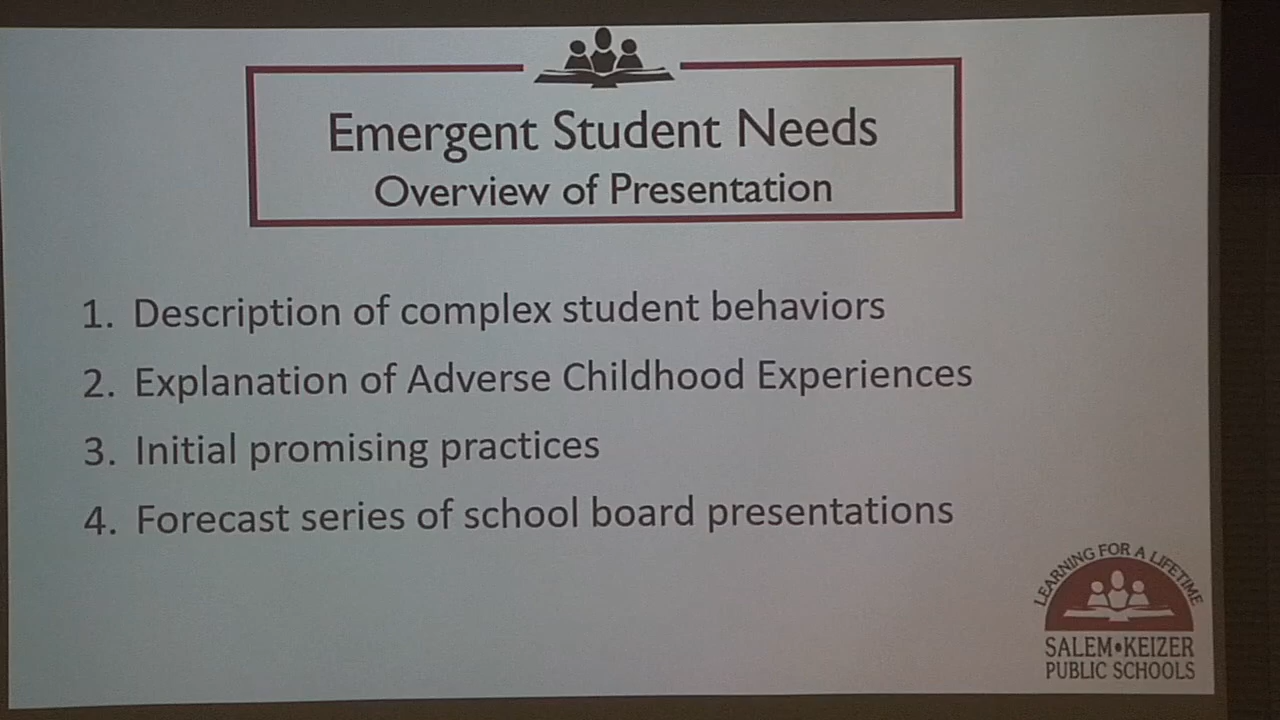 Emergent Student Needs
Overview of Presentation
1. Description of complex student behaviors
2. Explanation of Adverse Childhood Experiences
3. Initial promising practices
4. Forecast series of school board presentations
LEARNING FOR A LIFETIME
SALEM•KEIZER
PUBLIC SCHOOLS